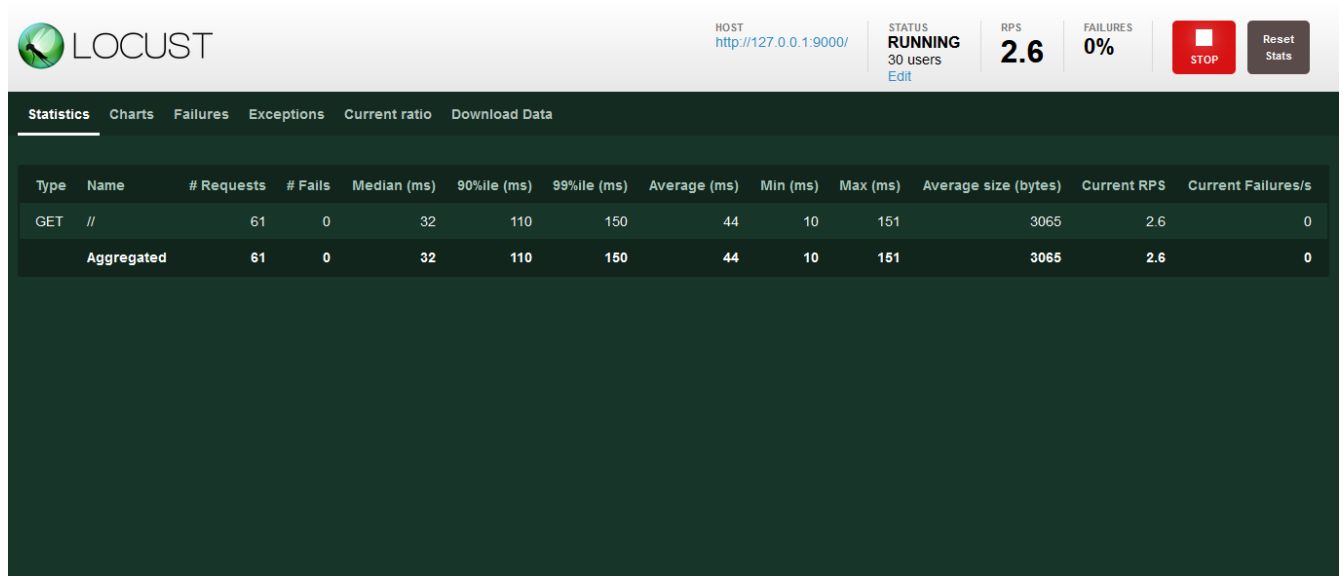 LOCUST
HOST
http://127.0.0.1:9000/
STATUS
RUNNING
30 users
Edit
RPS
2.6
FAILURES
0%
STOP
Reset
Stats
Statistics Charts Failures Exceptions Current ratio Download Data
Type Name # Requests # Fails Median (ms) 90%ile (ms) 99%ile (ms) Average (ms) Min (ms) Max (ms) Average size (bytes) Current RPS Current Failures/s
GET // 61 0 32 110 150 44 10 151 3065 2.6 0
Aggregated 61 0 32 110 150 44 10 151 3065 2.6 0